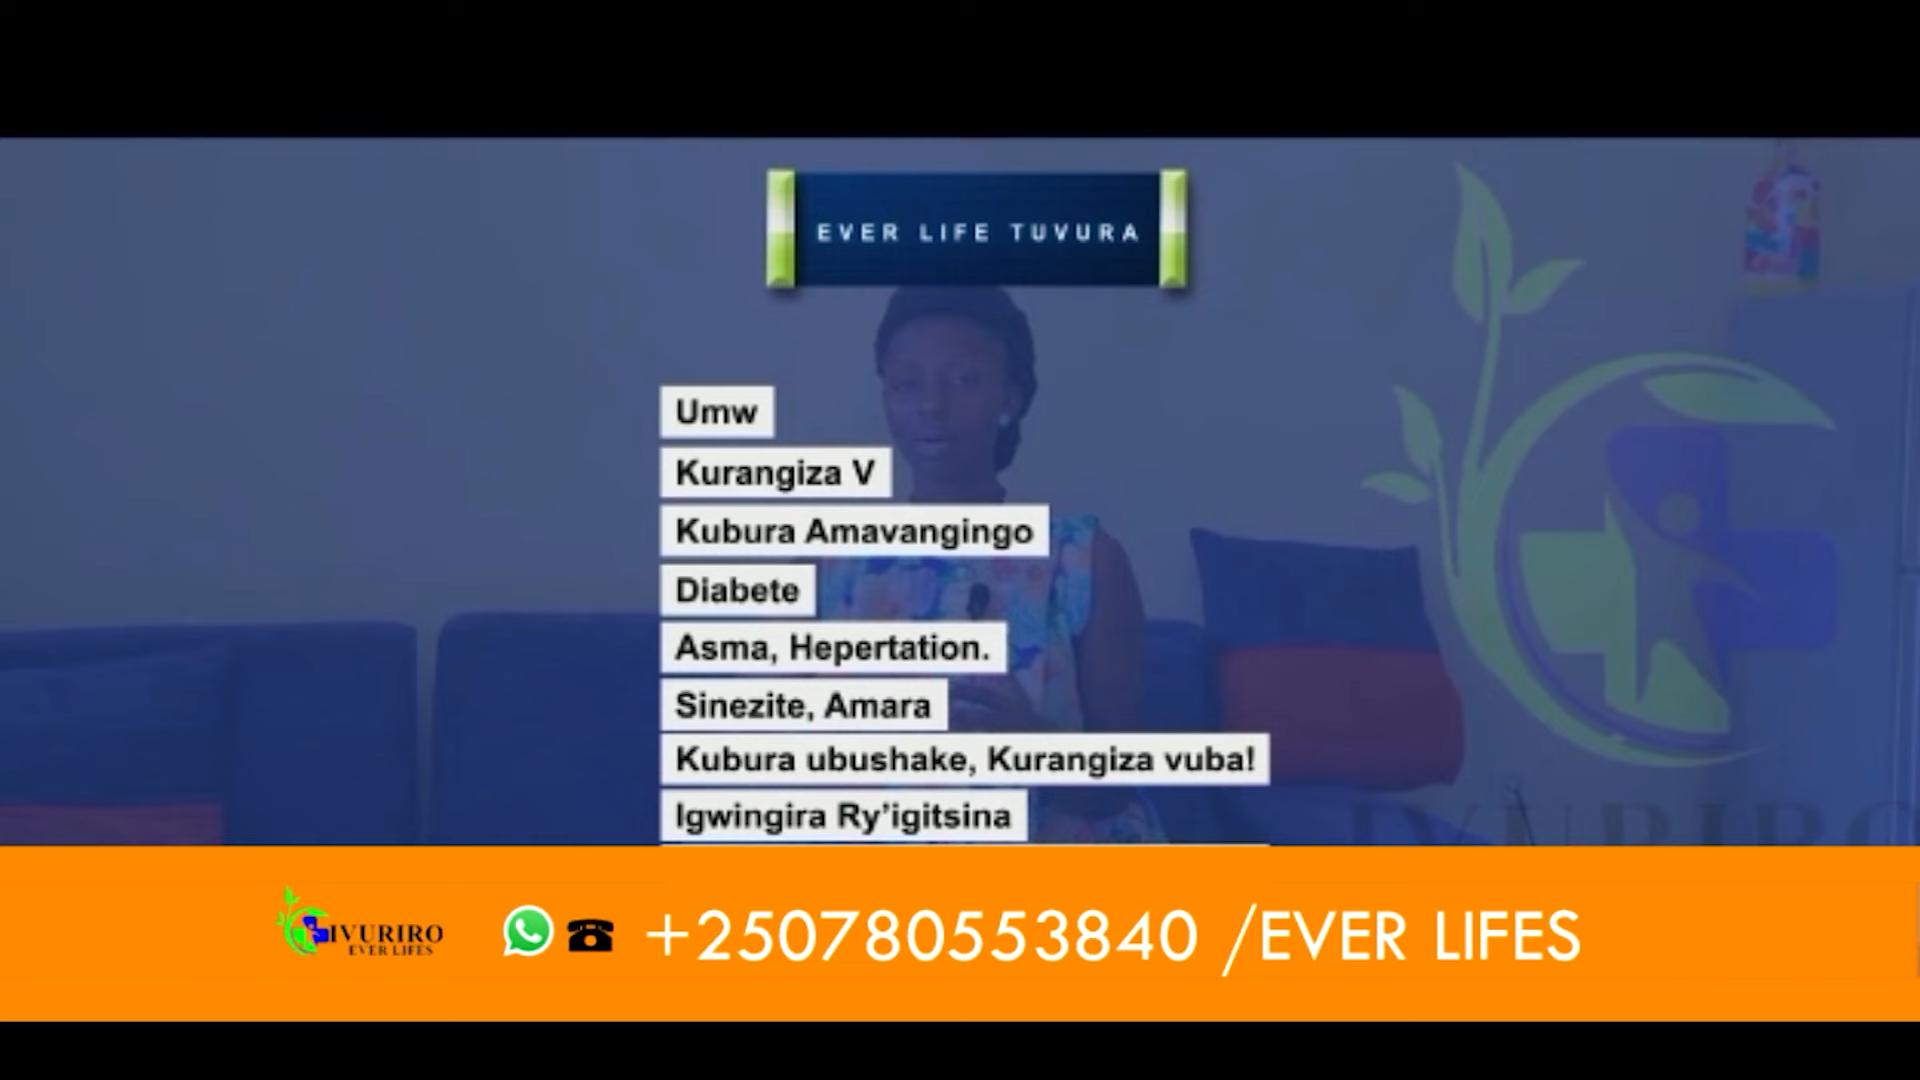 EVER LIFE TUVURA
Umw
Kurangiza V
Kubura Amavangingo
Diabete
Asma, Hepertation.
Sinezite, Amara
Kubura ubushake, Kurangiza vuba!
Igwingira Ry’igitsina
IVURIRO
IVURIRO
EVER LIFES
+250780553840 /EVER LIFES